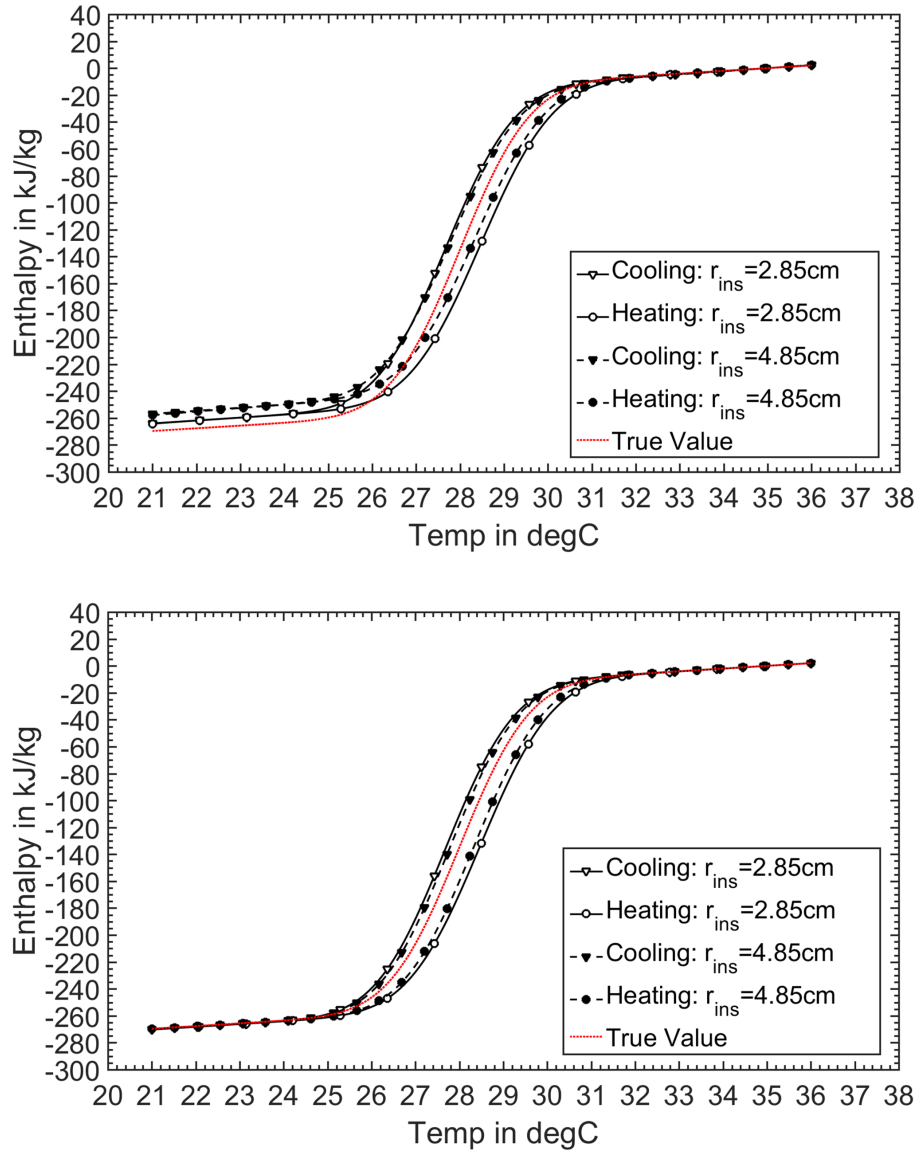 40
20
0
-20
-40
-60
-80
-100
-120
-140
-160
-180
-200
-220
-240
-260
-280
-300
Enthalpy in kJ/kg
20 21 22 23 24 25 26 27 28 29 30 31 32 33 34 35 36 37 38
Temp in degC
Cooling: r_ins=2.85cm
Heating: r_ins=2.85cm
Cooling: r_ins=4.85cm
Heating: r_ins=4.85cm
True Value
40
20
0
-20
-40
-60
-80
-100
-120
-140
-160
-180
-200
-220
-240
-260
-280
-300
Enthalpy in kJ/kg
20 21 22 23 24 25 26 27 28 29 30 31 32 33 34 35 36 37 38
Temp in degC
Cooling: r_ins=2.85cm
Heating: r_ins=2.85cm
Cooling: r_ins=4.85cm
Heating: r_ins=4.85cm
True Value